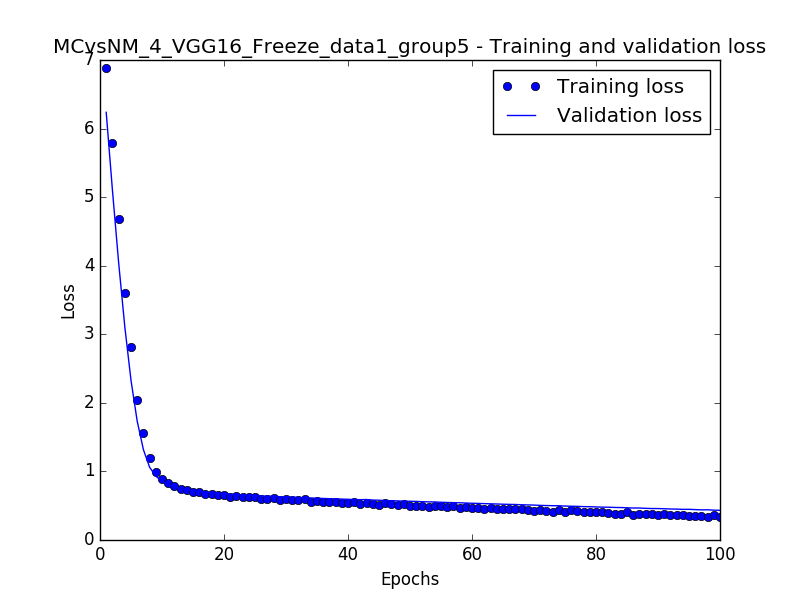 MCvsNM_4_VGG16_Freeze_data1_group5 - Training and validation loss
Training loss
Validation loss
7
6
5
4
3
2
1
0
Loss
0 20 40 60 80 100
Epochs